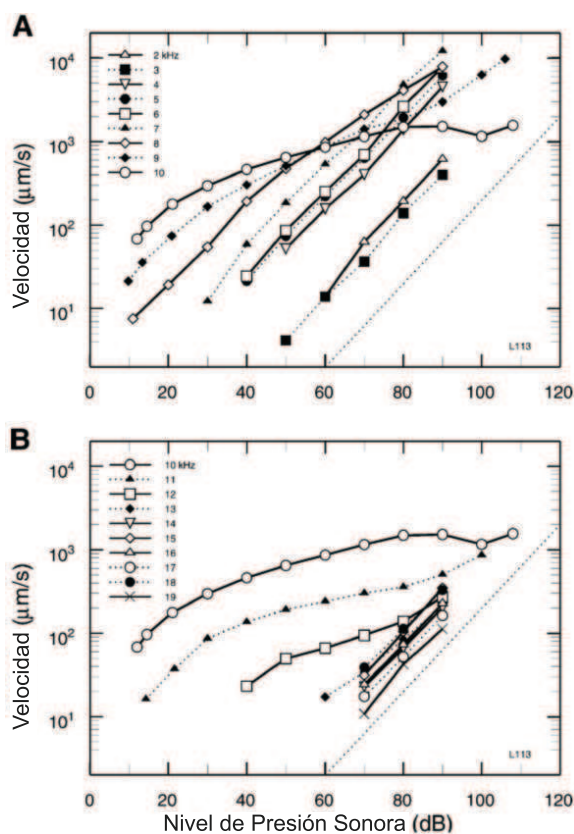 A
10⁴
10³
10²
10¹
Velocidad (µm/s)
2 kHz
3
4
5
6
7
8
9
10
L113
0 20 40 60 80 100 120
B
10⁴
10³
10²
10¹
Velocidad (µm/s)
10 kHz
11
12
13
14
15
16
17
18
19
L113
0 20 40 60 80 100 120
Nivel de Presión Sonora (dB)